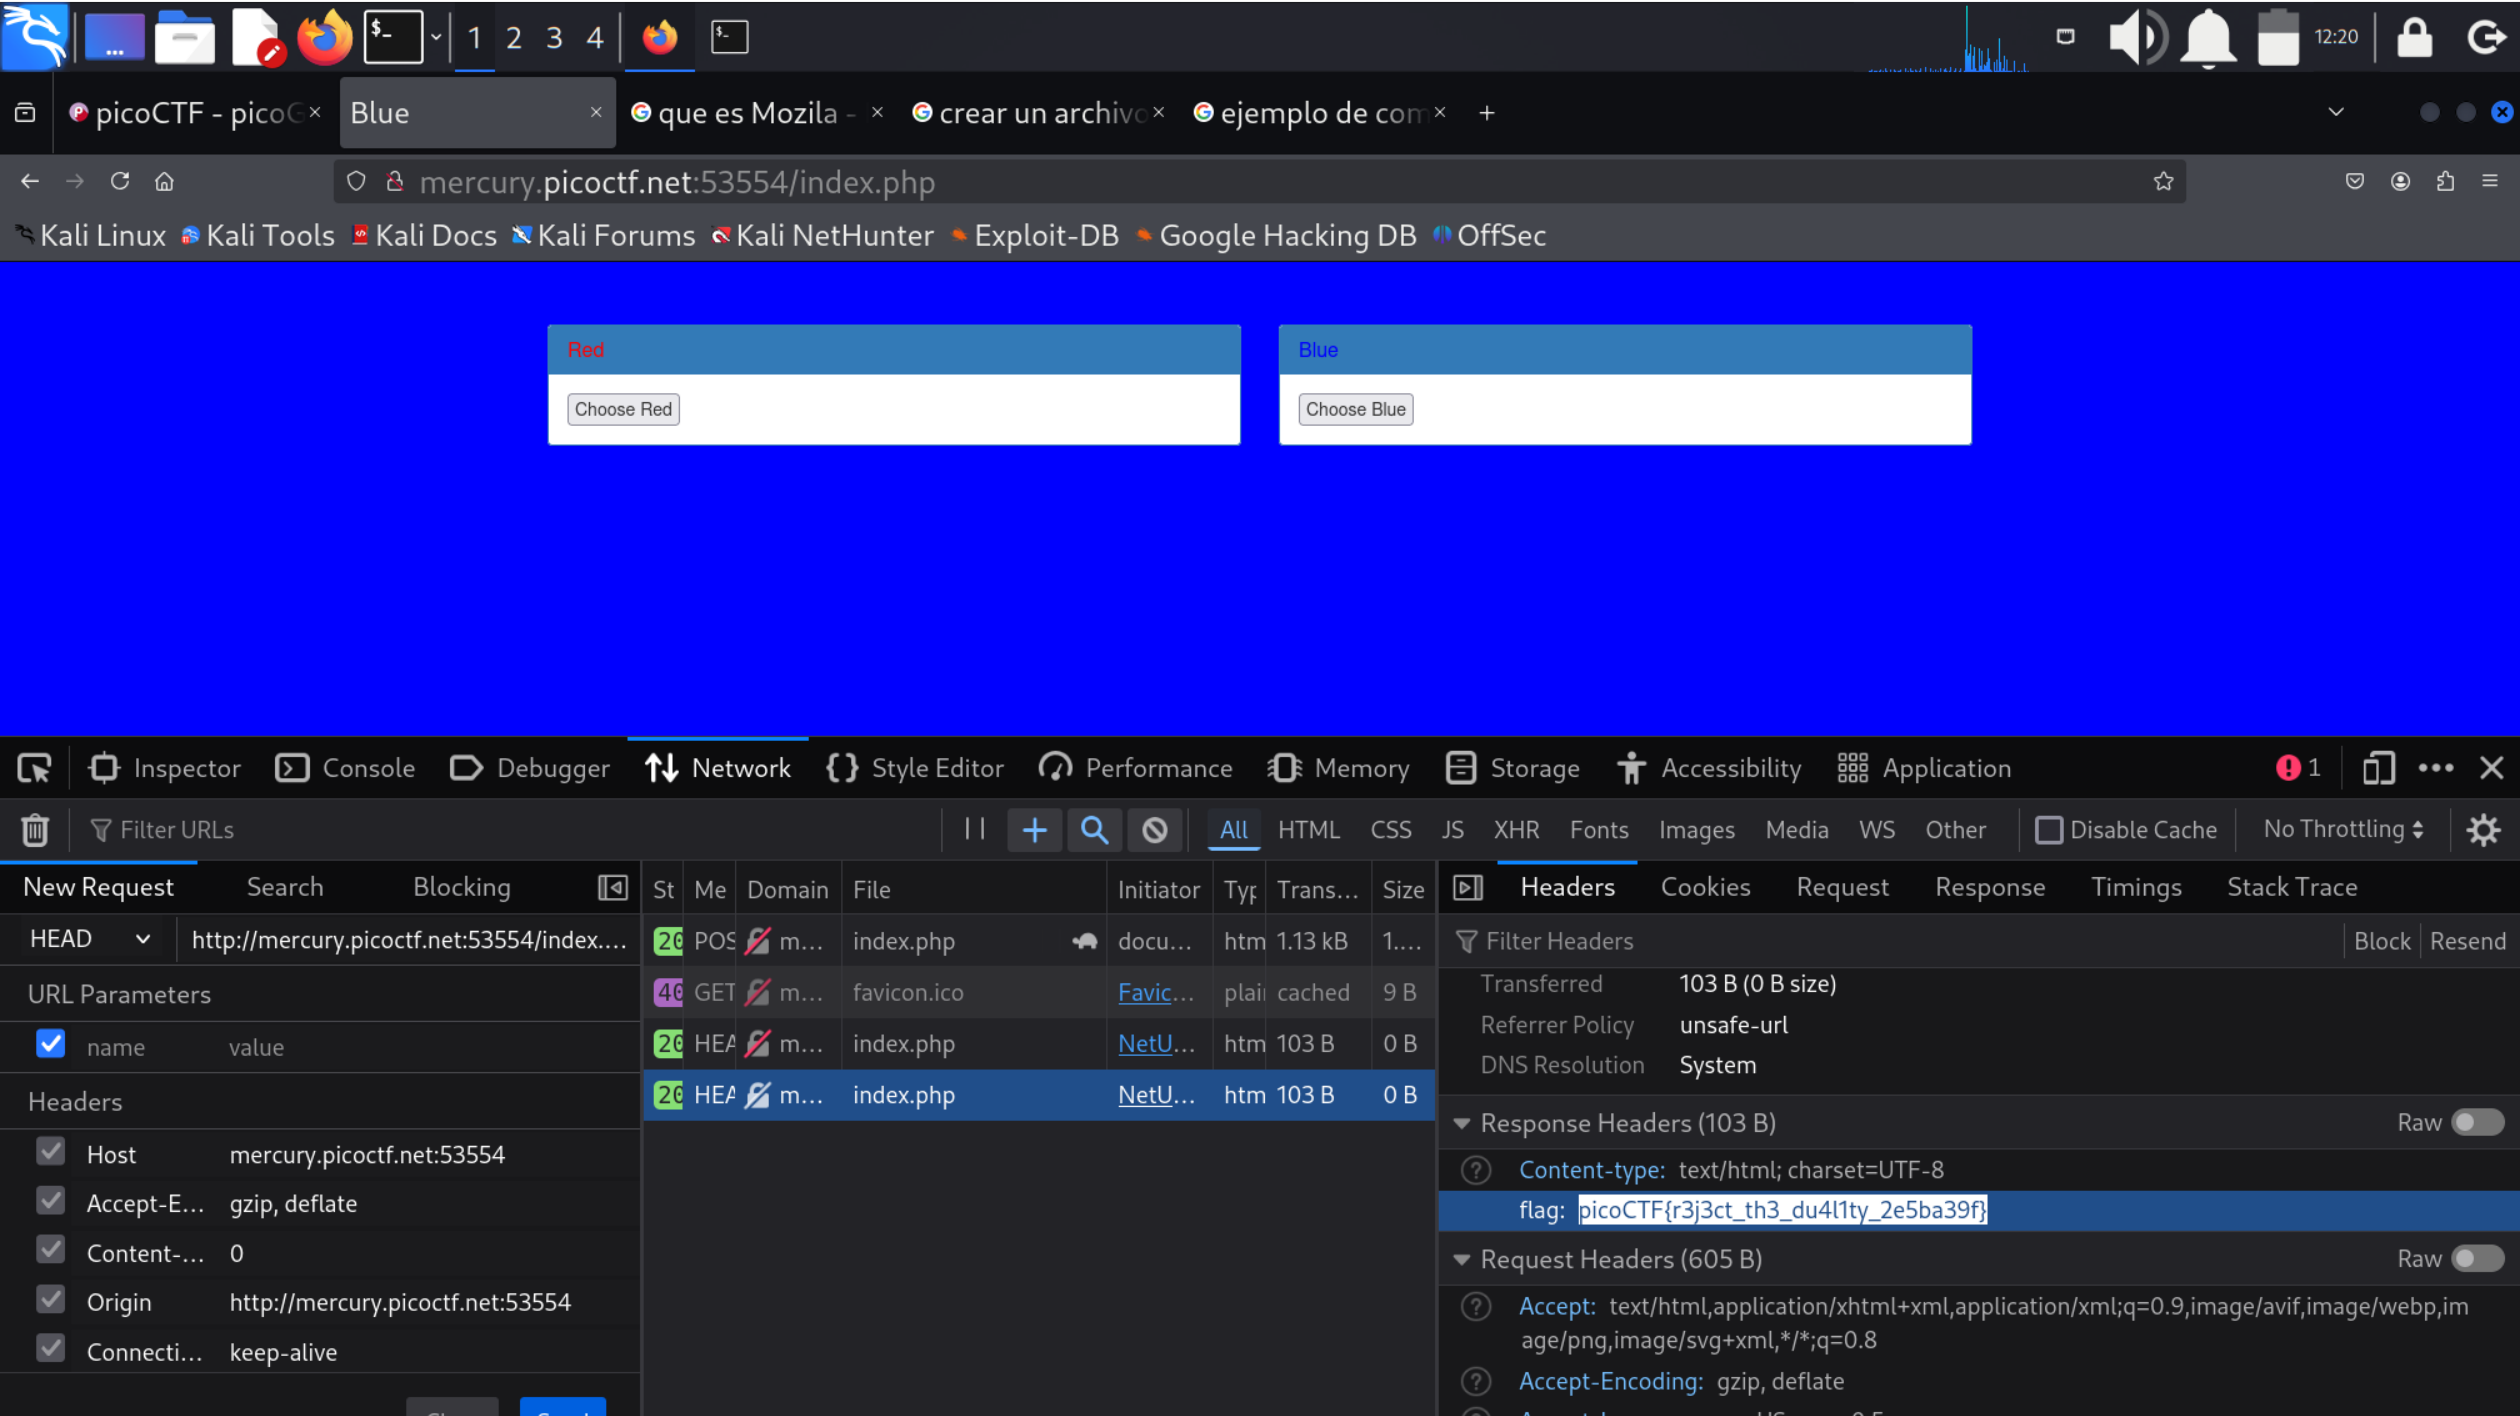 $_ 1 2 3 4 $_ 12:20
picoCTF - picoG Blue que es Mozila - crear un archivo ejemplo de com
mercury.picoctf.net:53554/index.php
Kali Linux Kali Tools Kali Docs Kali Forums Kali NetHunter Exploit-DB Google Hacking DB OffSec
Red
Choose Red
Blue
Choose Blue
Inspector Console Debugger Network Style Editor Performance Memory Storage Accessibility Application 1
Filter URLs All HTML CSS JS XHR Fonts Images Media WS Other Disable Cache No Throttling
New Request Search Blocking
HEAD http://mercury.picoctf.net:53554/index....
URL Parameters
name value
Headers
Host mercury.picoctf.net:53554
Accept-E... gzip, deflate
Content-... 0
Origin http://mercury.picoctf.net:53554
Connecti... keep-alive
St Me Domain File Initiator Typ Trans... Size
20 POS m... index.php docu... htm 1.13 kB 1....
40 GET m... favicon.ico Favic... plai cached 9 B
20 HEA m... index.php NetU... htm 103 B 0 B
20 HEA m... index.php NetU... htm 103 B 0 B
Headers Cookies Request Response Timings Stack Trace
Filter Headers Block Resend
Transferred 103 B (0 B size)
Referrer Policy unsafe-url
DNS Resolution System
Response Headers (103 B) Raw
Content-type: text/html; charset=UTF-8
flag: picoCTF{r3j3ct_th3_du4l1ty_2e5ba39f}
Request Headers (605 B) Raw
Accept: text/html,application/xhtml+xml,application/xml;q=0.9,image/avif,image/webp,im
age/png,image/svg+xml,*/*;q=0.8
Accept-Encoding: gzip, deflate